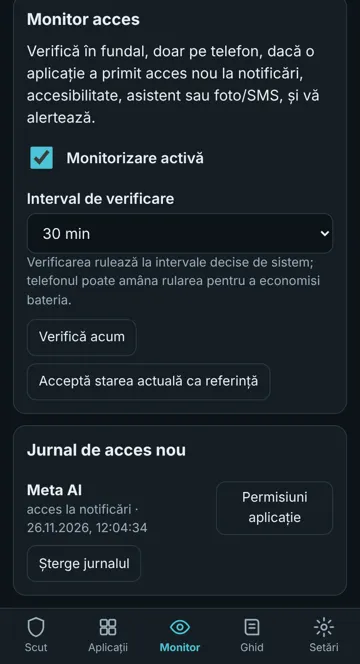 Monitor acces
Verifică în fundal, doar pe telefon, dacă o
aplicație a primit acces nou la notificări,
accesibilitate, asistent sau foto/SMS, și vă
alertează.
Monitorizare activă
Interval de verificare
30 min
Verificarea rulează la intervale decise de sistem;
telefonul poate amâna rularea pentru a economisi
bateria.
Verifică acum
Acceptă starea actuală ca referință
Jurnal de acces nou
Meta AI
acces la notificări ·
26.11.2026, 12:04:34
Permisiuni
aplicație
Șterge jurnalul
Scut
Aplicații
Monitor
Ghid
Setări